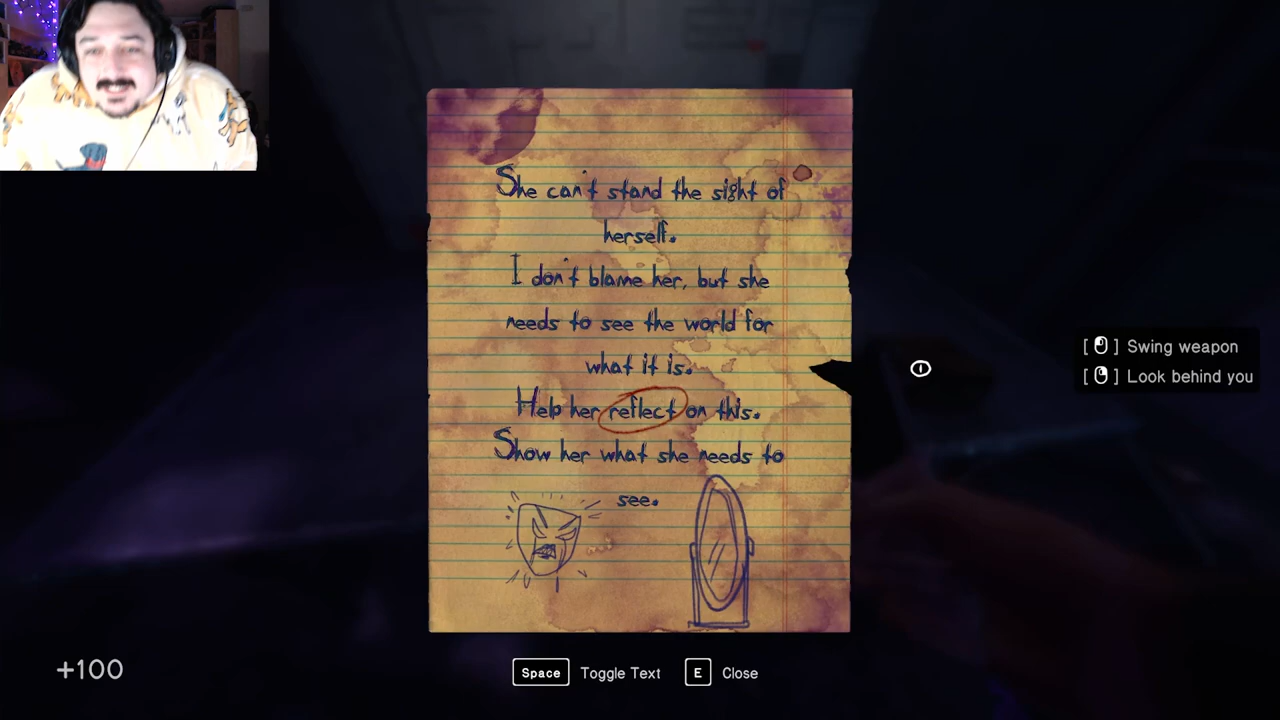 She can't stand the sight of
herself.
I don't blame her, but she
needs to see the world for
what it is.
Help her reflect on this.
Show her what she needs to
see.
[ ] Swing weapon
[ ] Look behind you
+100
Space Toggle Text E Close